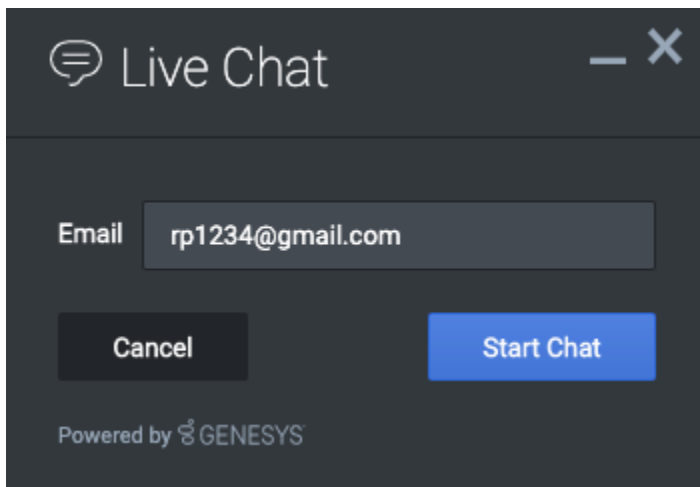 Live Chat
Email rp1234@gmail.com
Cancel Start Chat
Powered by GENESYS